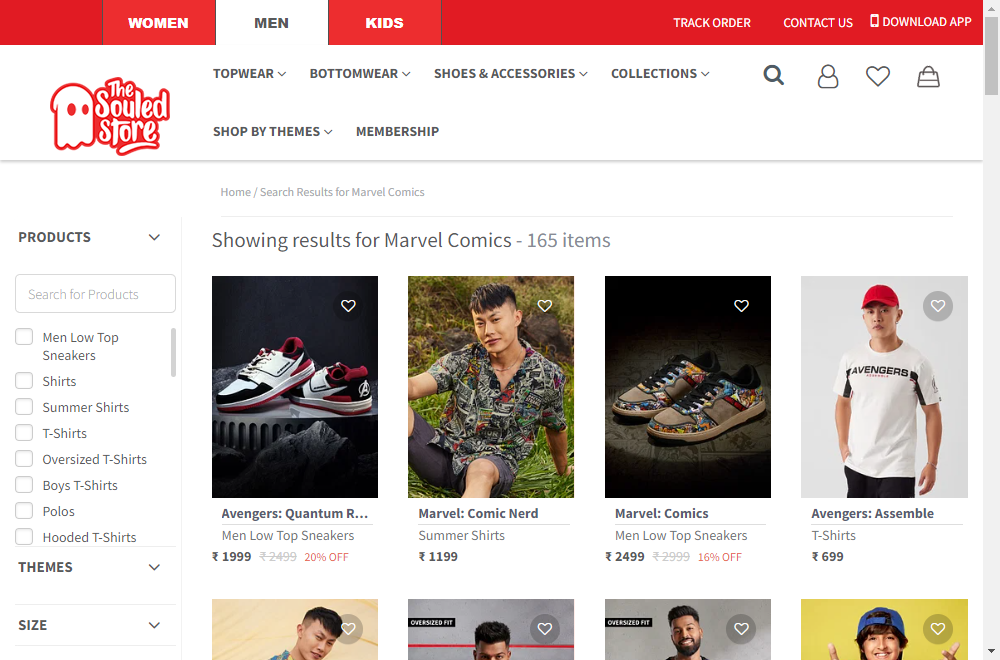 WOMEN
MEN
KIDS
TRACK ORDER
CONTACT US
DOWNLOAD APP
The
Souled
Store
TOPWEAR
BOTTOMWEAR
SHOES & ACCESSORIES
COLLECTIONS
SHOP BY THEMES
MEMBERSHIP
Home / Search Results for Marvel Comics
PRODUCTS
Search for Products
Men Low Top
Sneakers
Shirts
Summer Shirts
T-Shirts
Oversized T-Shirts
Boys T-Shirts
Polos
Hooded T-Shirts
THEMES
SIZE
Showing results for Marvel Comics - 165 items
AVENGERS
Avengers: Quantum R...
Men Low Top Sneakers
₹ 1999 ₹ 2499 20% OFF
Marvel: Comic Nerd
Summer Shirts
₹ 1199
Marvel: Comics
Men Low Top Sneakers
₹ 2499 ₹ 2999 16% OFF
Avengers: Assemble
T-Shirts
₹ 699
OVERSIZED FIT
OVERSIZED FIT